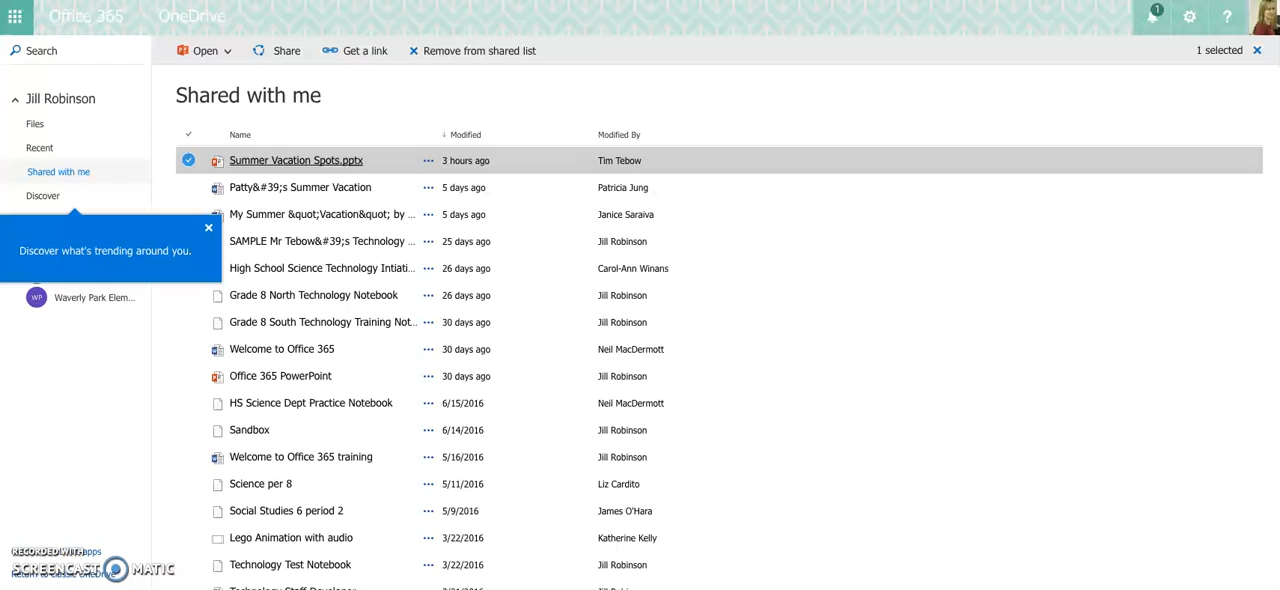 Office 365 OneDrive 1 ?
Search Open Share Get a link Remove from shared list 1 selected
Jill Robinson
Files
Recent
Shared with me
Discover
Discover what's trending around you.
WP Waverly Park Elem...
Shared with me
Name Modified Modified By
Summer Vacation Spots.pptx ... 3 hours ago Tim Tebow
Patty&#39;s Summer Vacation ... 5 days ago Patricia Jung
My Summer &quot;Vacation&quot; by ... ... 5 days ago Janice Saraiva
SAMPLE Mr Tebow&#39;s Technology ... ... 25 days ago Jill Robinson
High School Science Technology Intiati... ... 26 days ago Carol-Ann Winans
Grade 8 North Technology Notebook ... 26 days ago Jill Robinson
Grade 8 South Technology Training Not... ... 30 days ago Jill Robinson
Welcome to Office 365 ... 30 days ago Neil MacDermott
Office 365 PowerPoint ... 30 days ago Jill Robinson
HS Science Dept Practice Notebook ... 6/15/2016 Neil MacDermott
Sandbox ... 6/14/2016 Jill Robinson
Welcome to Office 365 training ... 5/16/2016 Jill Robinson
Science per 8 ... 5/11/2016 Liz Cardito
Social Studies 6 period 2 ... 5/9/2016 James O'Hara
Lego Animation with audio ... 3/22/2016 Katherine Kelly
Technology Test Notebook ... 3/22/2016 Jill Robinson
RECORDED WITH apps
SCREENCAST MATIC
Return to classic OneDrive